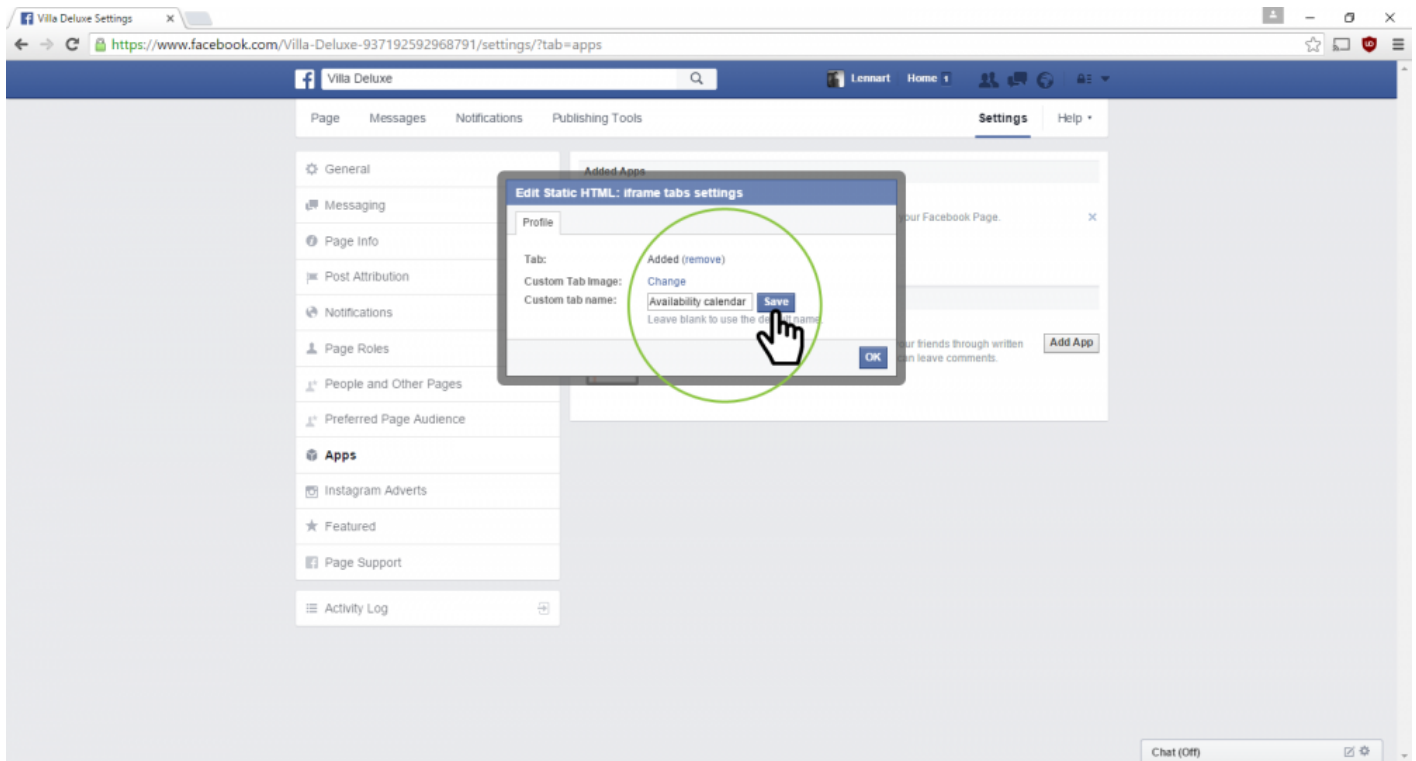 Villa Deluxe Settings
https://www.facebook.com/Villa-Deluxe-937192592968791/settings/?tab=apps
Villa Deluxe
Lennart Home 1
Page Messages Notifications Publishing Tools Settings Help
General
Messaging
Page Info
Post Attribution
Notifications
Page Roles
People and Other Pages
Preferred Page Audience
Apps
Instagram Adverts
Featured
Page Support
Activity Log
Added Apps
your Facebook Page.
Edit Static HTML: iframe tabs settings
Profile
Tab: Added (remove)
Custom Tab Image: Change
Custom tab name: Availability calendar Save
Leave blank to use the name.
OK
our friends through written
can leave comments.
Add App
Chat (Off)